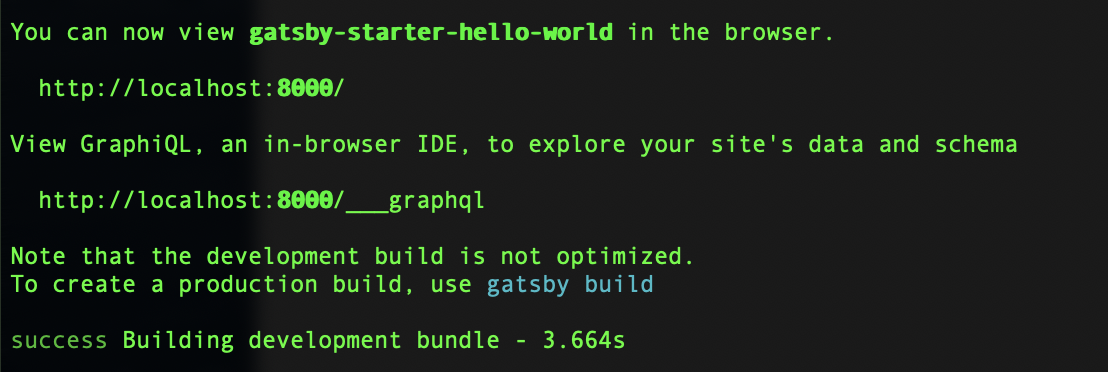 You can now view gatsby-starter-hello-world in the browser.
http://localhost:8000/
View GraphiQL, an in-browser IDE, to explore your site's data and schema
http://localhost:8000/___graphql
Note that the development build is not optimized.
To create a production build, use gatsby build
success Building development bundle - 3.664s